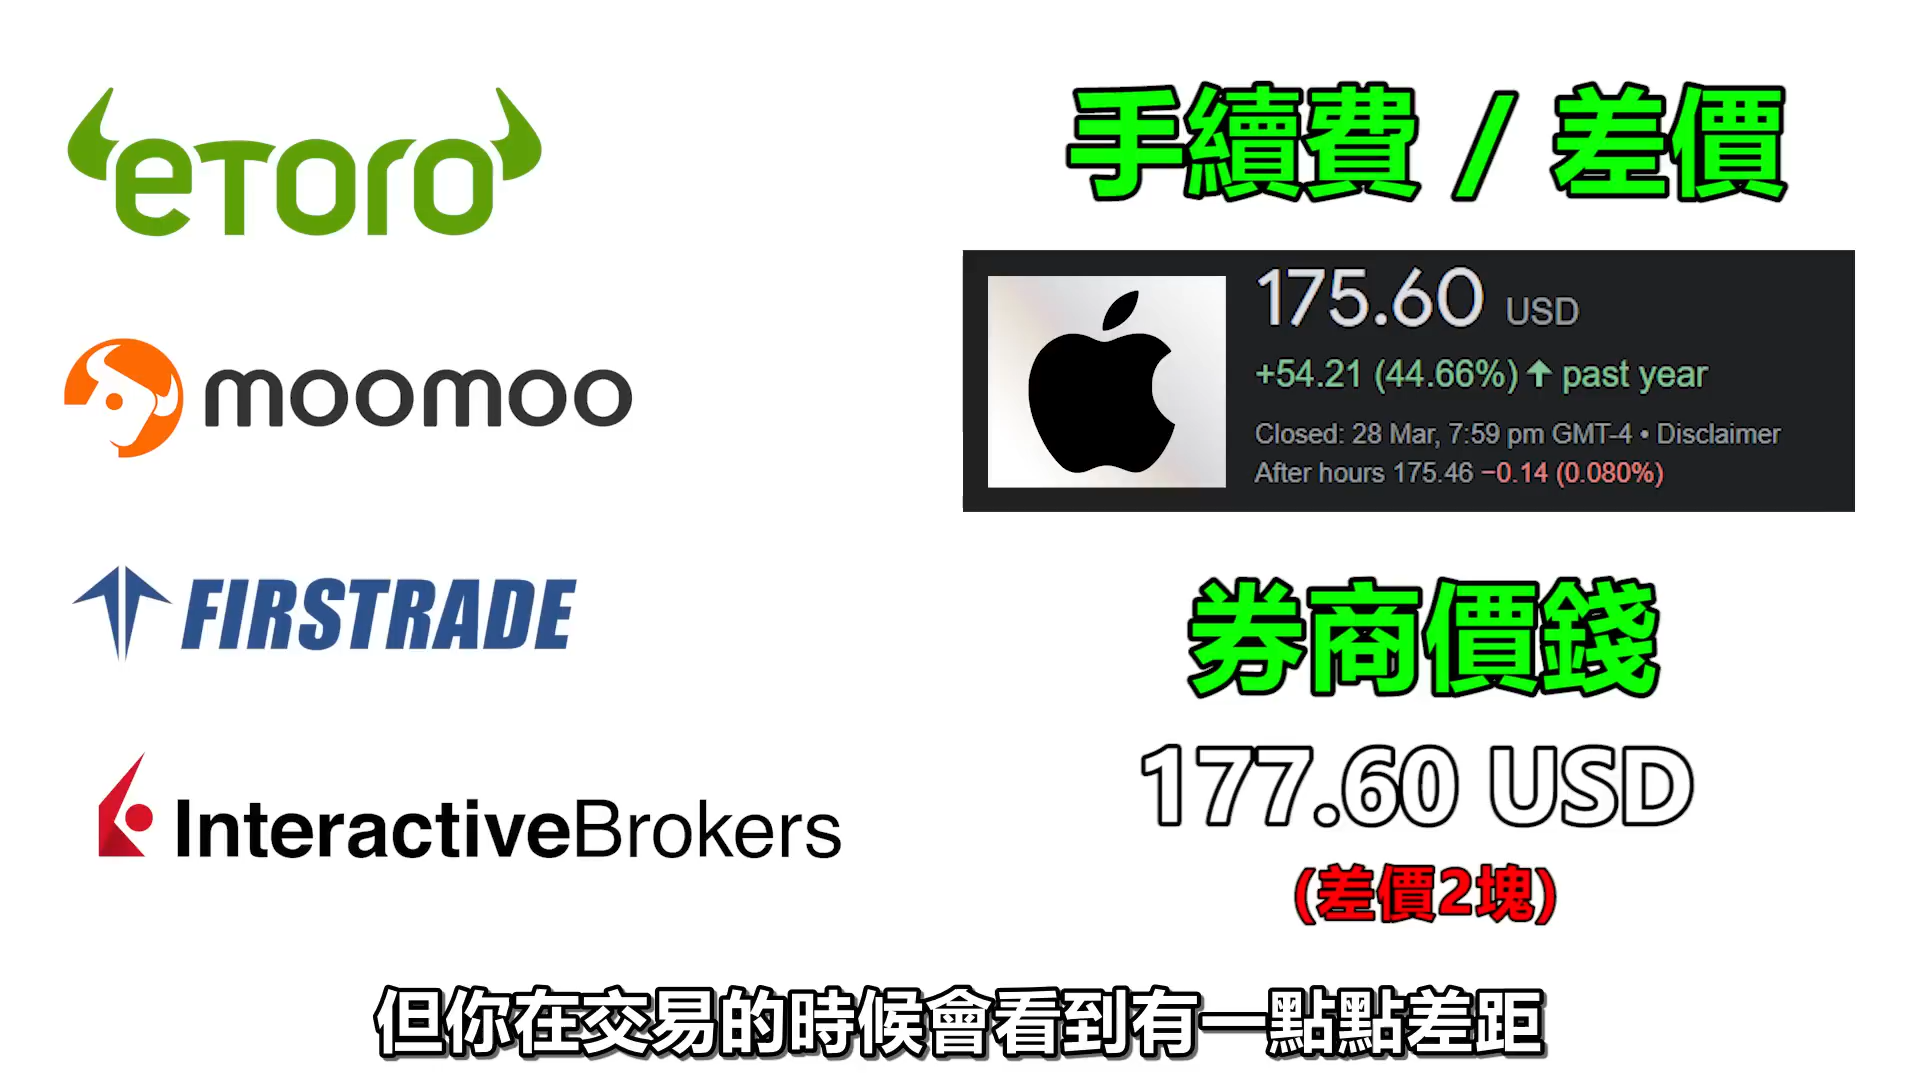 eTORO
moomoo
FIRSTRADE
InteractiveBrokers
手續費 / 差價
175.60 USD
+54.21 (44.66%) ↑ past year
Closed: 28 Mar, 7:59 pm GMT-4 • Disclaimer
After hours 175.46 −0.14 (0.080%)
券商價錢
177.60 USD
(差價2塊)
但你在交易的時候會看到有一點點差距